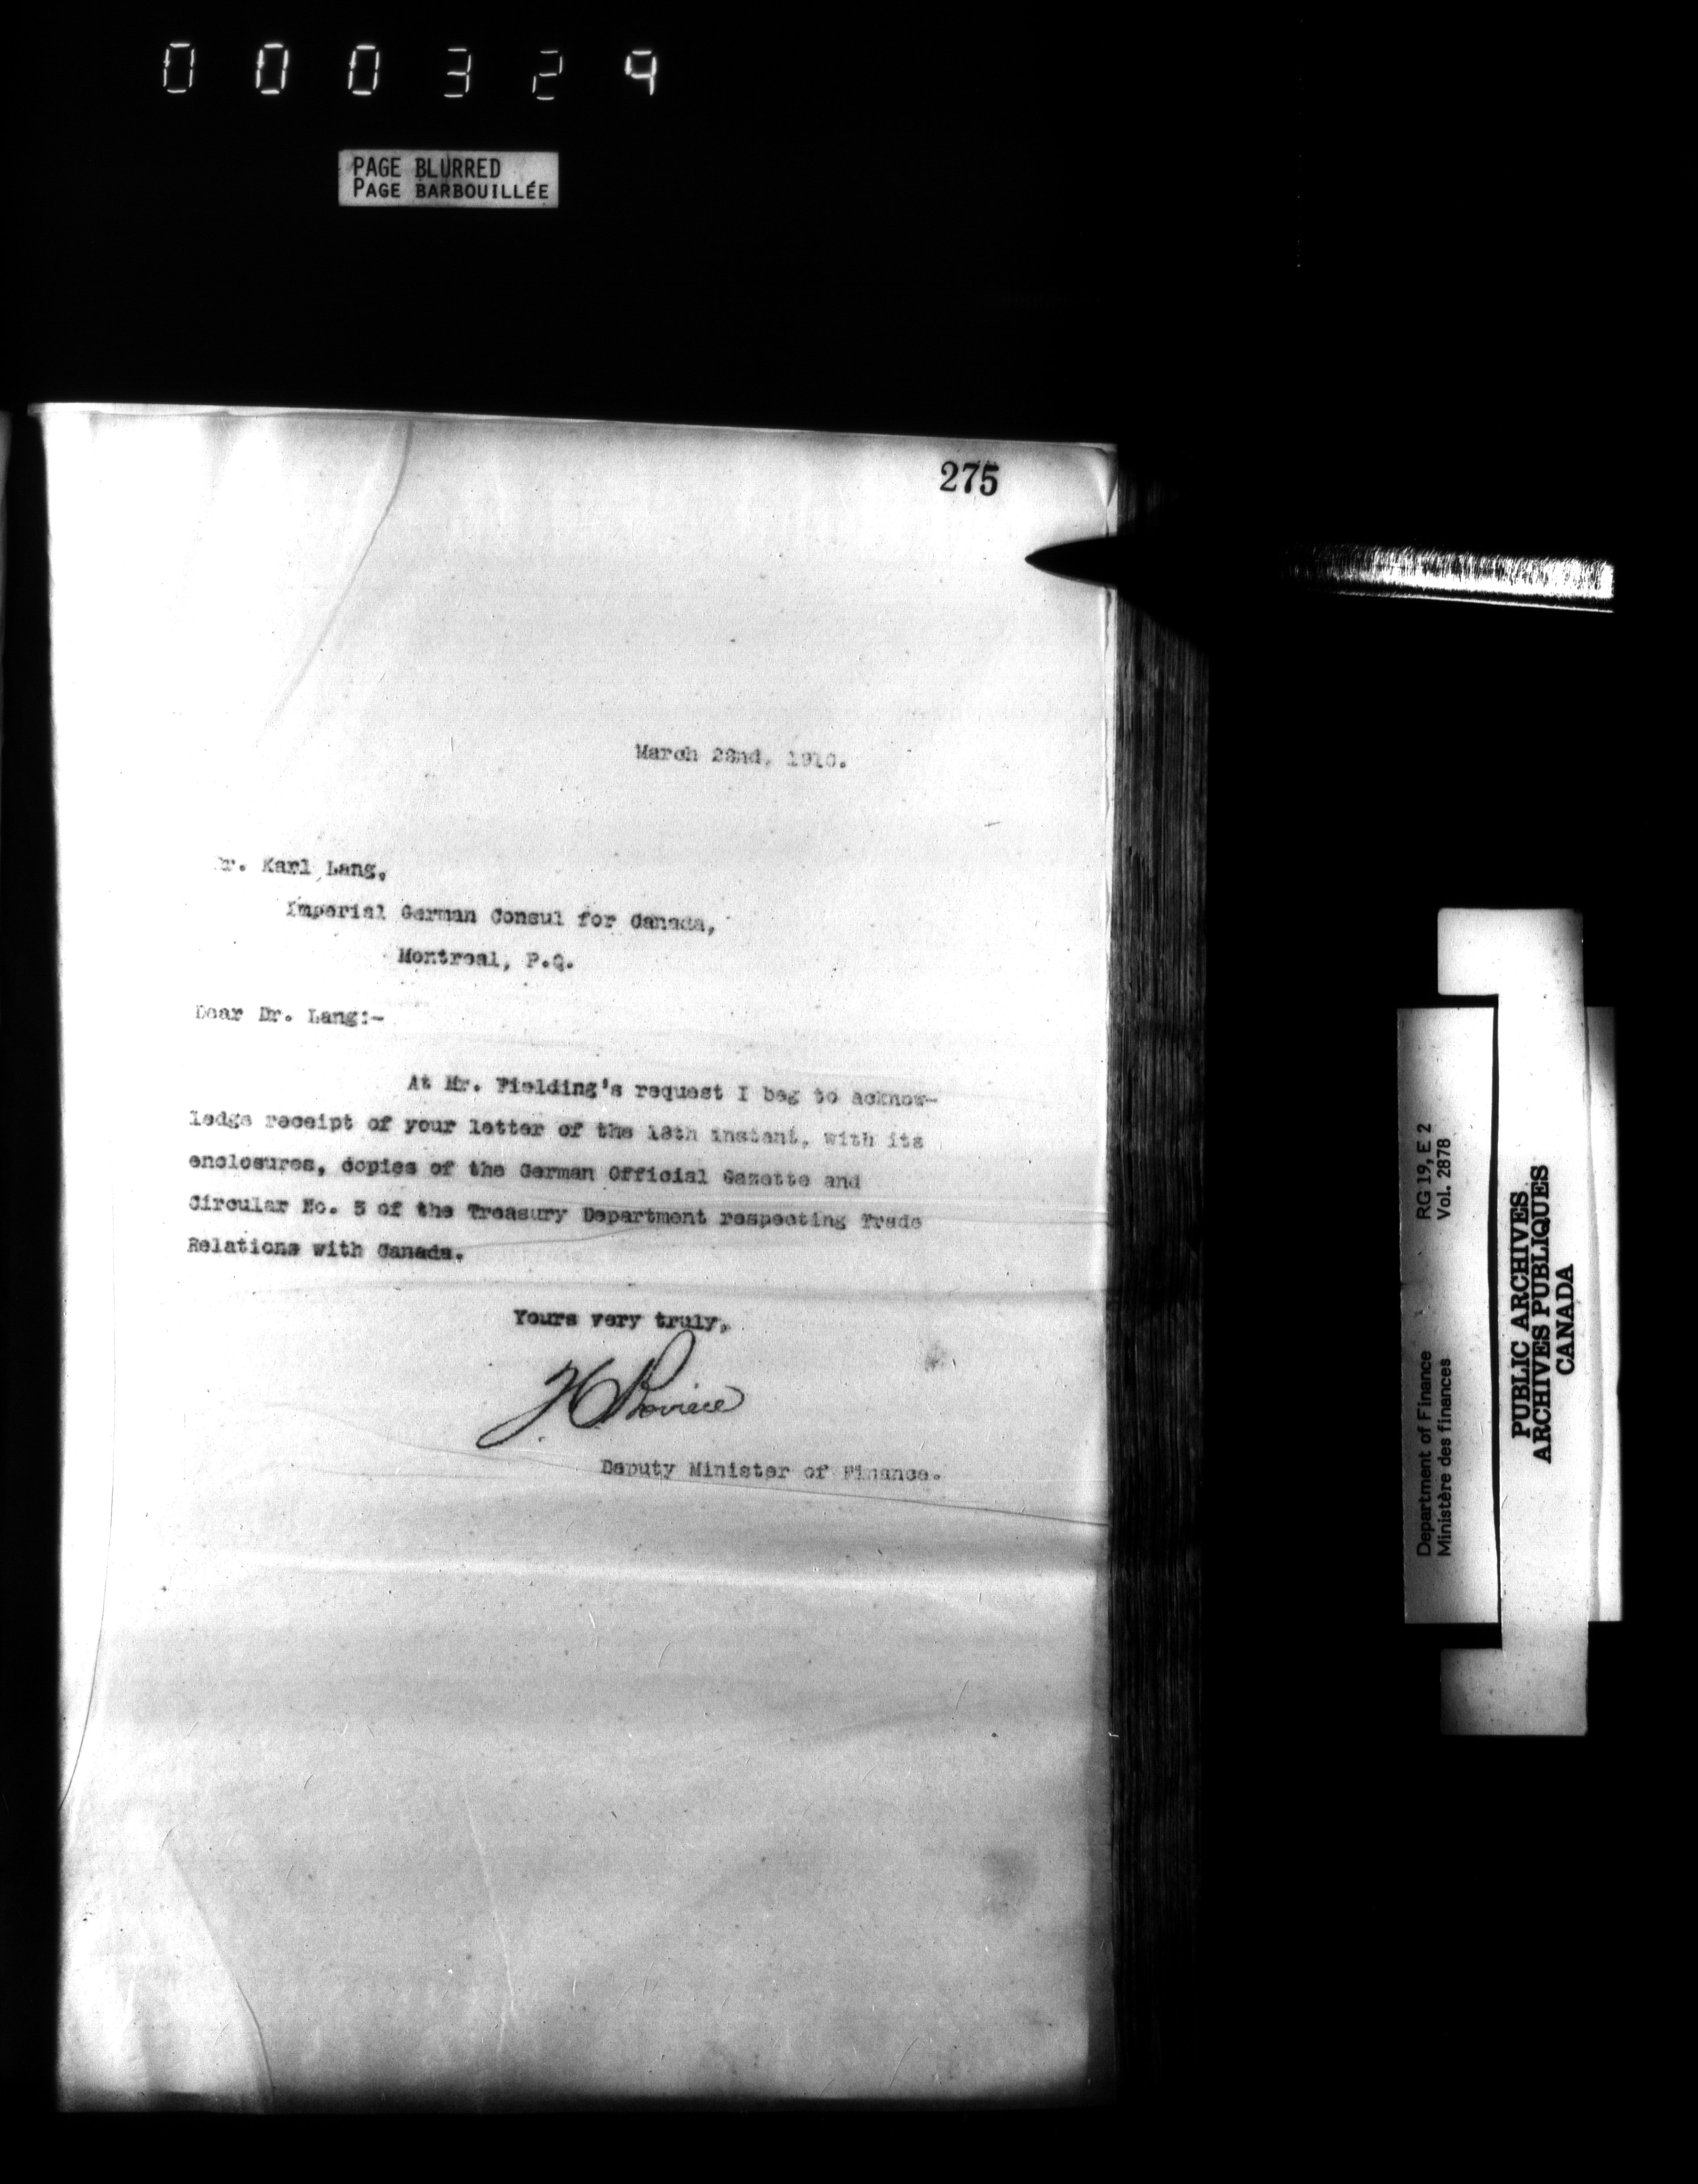 000329
PAGE BLURRED
PAGE BARBOUILLÉE
275
March 22nd, 1910.
Dr. Karl Lang,
Imperial German Consul for Canada,
Montreal, P.Q.
Dear Dr. Lang:-
At Mr. Fielding's request I beg to acknow-
ledge receipt of your letter of the 18th instant, with its
enclosures, copies of the German Official Gazette and
Circular No. 5 of the Treasury Department respecting Trade
Relations with Canada.
Yours very truly,
Deputy Minister of Finance.
Department of Finance RG 19, E 2
Ministère des finances Vol. 2878
PUBLIC ARCHIVES
ARCHIVES PUBLIQUES
CANADA